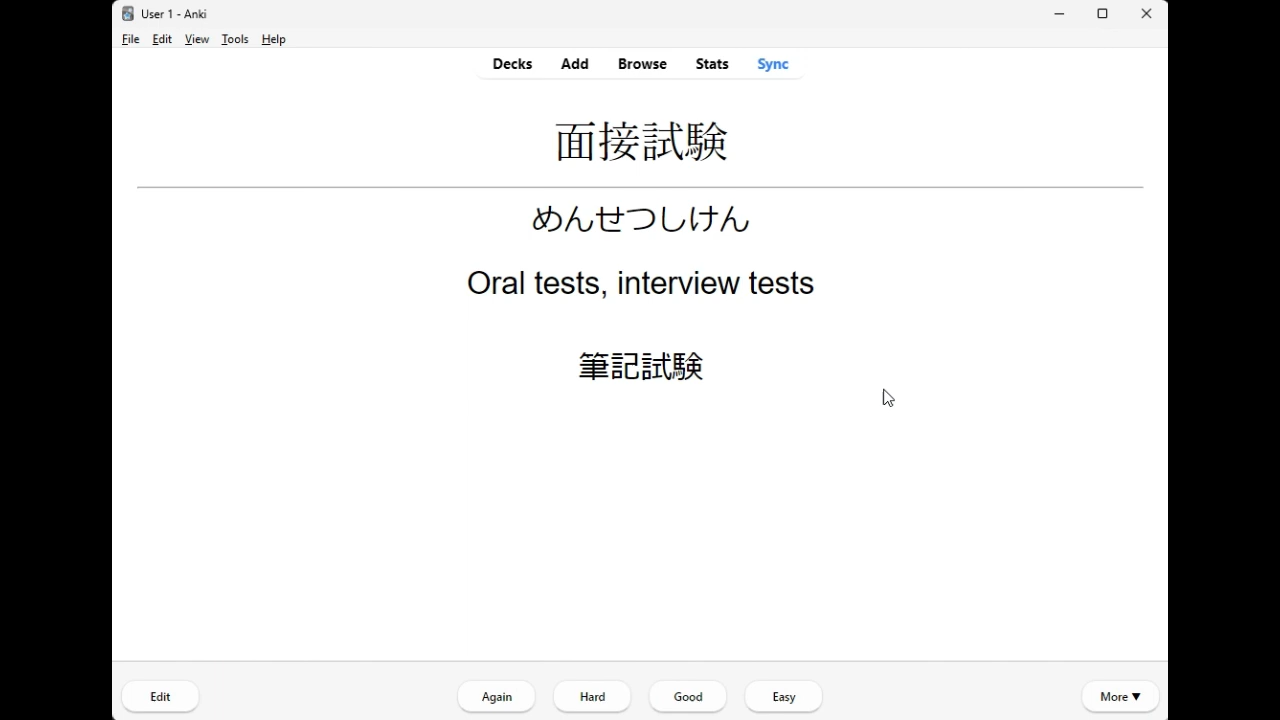 User 1 - Anki
File Edit View Tools Help
Decks Add Browse Stats Sync
面接試験
めんせつしけん
Oral tests, interview tests
筆記試験
Edit Again Hard Good Easy More ▼